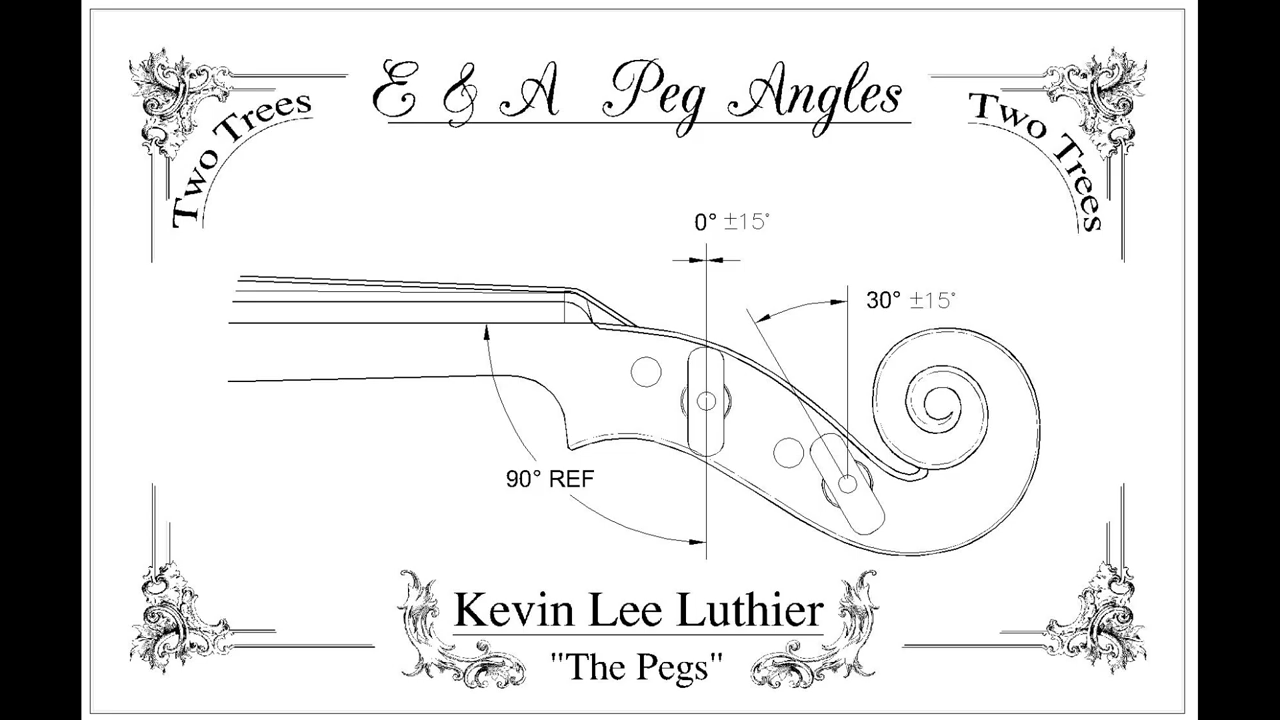 E & A Peg Angles
Two Trees
Two Trees
0° ±15°
30° ±15°
90° REF
Kevin Lee Luthier
"The Pegs"